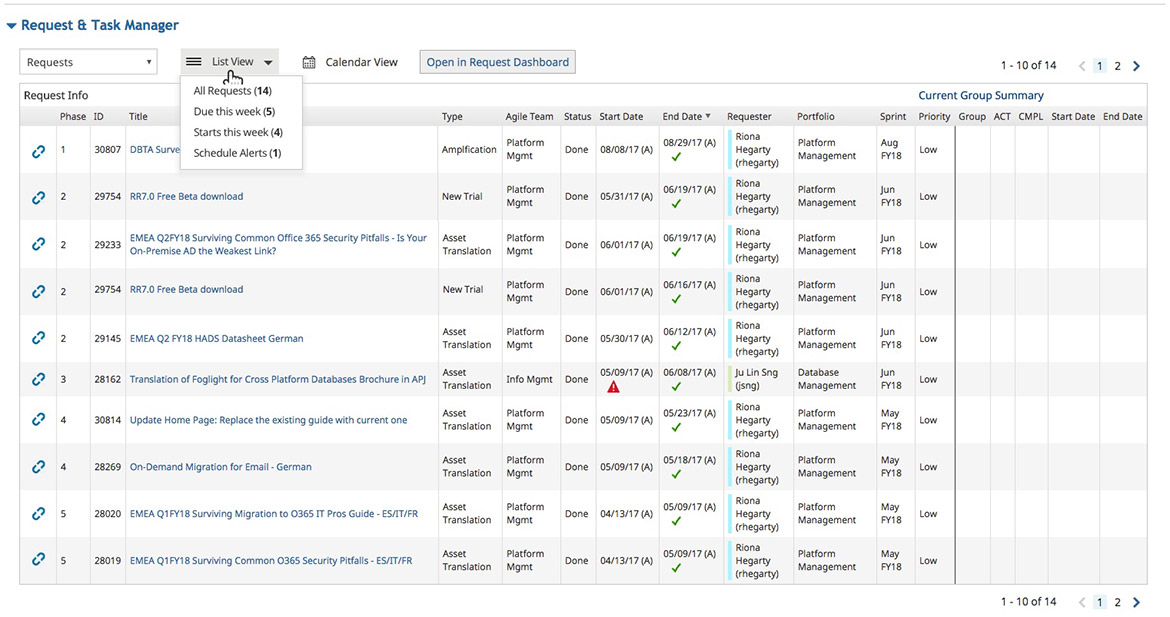 Request & Task Manager
Requests
List View
Calendar View
Open in Request Dashboard
1 - 10 of 14
1
2
All Requests (14)
Due this week (5)
Starts this week (4)
Schedule Alerts (1)
Request Info
Current Group Summary
Phase ID Title Type Agile Team Status Start Date End Date Requester Portfolio Sprint Priority Group ACT CMPL Start Date End Date
1 30807 DBTA Amplfication Platform Mgmt Done 08/08/17 (A) 08/29/17 (A) Riona Hegarty (rhegarty) Platform Management Aug FY18 Low
2 29754 RR7.0 Free Beta download New Trial Platform Mgmt Done 05/31/17 (A) 06/19/17 (A) Riona Hegarty (rhegarty) Platform Management Jun FY18 Low
2 29233 EMEA Q2FY18 Surviving Common Office 365 Security Pitfalls - Is Your On-Premise AD the Weakest Link? Asset Translation Platform Mgmt Done 06/01/17 (A) 06/19/17 (A) Riona Hegarty (rhegarty) Platform Management Jun FY18 Low
2 29754 RR7.0 Free Beta download New Trial Platform Mgmt Done 06/01/17 (A) 06/16/17 (A) Riona Hegarty (rhegarty) Platform Management Jun FY18 Low
2 29145 EMEA Q2 FY18 HADS Datasheet German Asset Translation Platform Mgmt Done 05/30/17 (A) 06/12/17 (A) Riona Hegarty (rhegarty) Platform Management Jun FY18 Low
3 28162 Translation of Foglight for Cross Platform Databases Brochure in APJ Asset Translation Info Mgmt Done 05/09/17 (A) 06/08/17 (A) Ju Lin Sng (jsng) Database Management Jun FY18 Low
4 30814 Update Home Page: Replace the existing guide with current one Asset Translation Platform Mgmt Done 05/09/17 (A) 05/23/17 (A) Riona Hegarty (rhegarty) Platform Management May FY18 Low
4 28269 On-Demand Migration for Email - German Asset Translation Platform Mgmt Done 05/09/17 (A) 05/18/17 (A) Riona Hegarty (rhegarty) Platform Management May FY18 Low
5 28020 EMEA Q1FY18 Surviving Migration to O365 IT Pros Guide - ES/IT/FR Asset Translation Platform Mgmt Done 04/13/17 (A) 05/09/17 (A) Riona Hegarty (rhegarty) Platform Management May FY18 Low
5 28019 EMEA Q1FY18 Surviving Common O365 Security Pitfalls - ES/IT/FR Asset Translation Platform Mgmt Done 04/13/17 (A) 05/09/17 (A) Riona Hegarty (rhegarty) Platform Management May FY18 Low
1 - 10 of 14
1
2